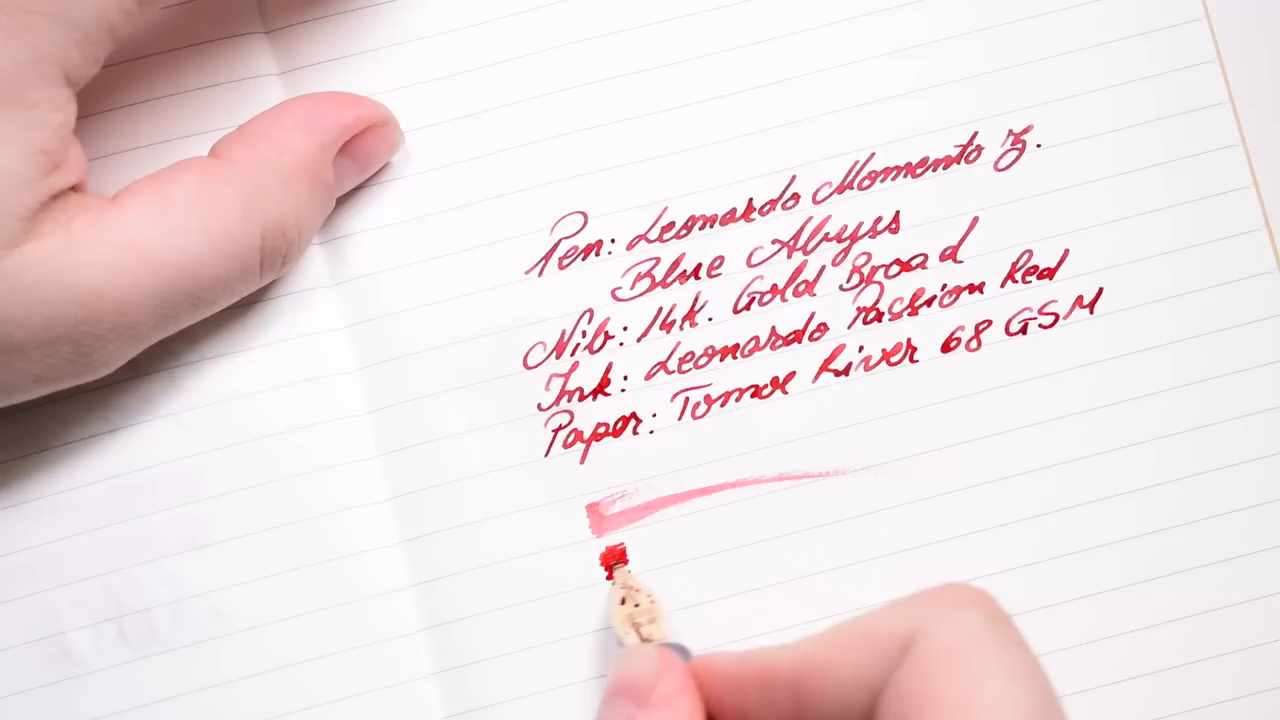 Pen: Leonardo Momento Z.
Blue Abyss
Nib: 14k. Gold Broad
Ink: Leonardo Passion Red
Paper: Tomoe River 68 GSM